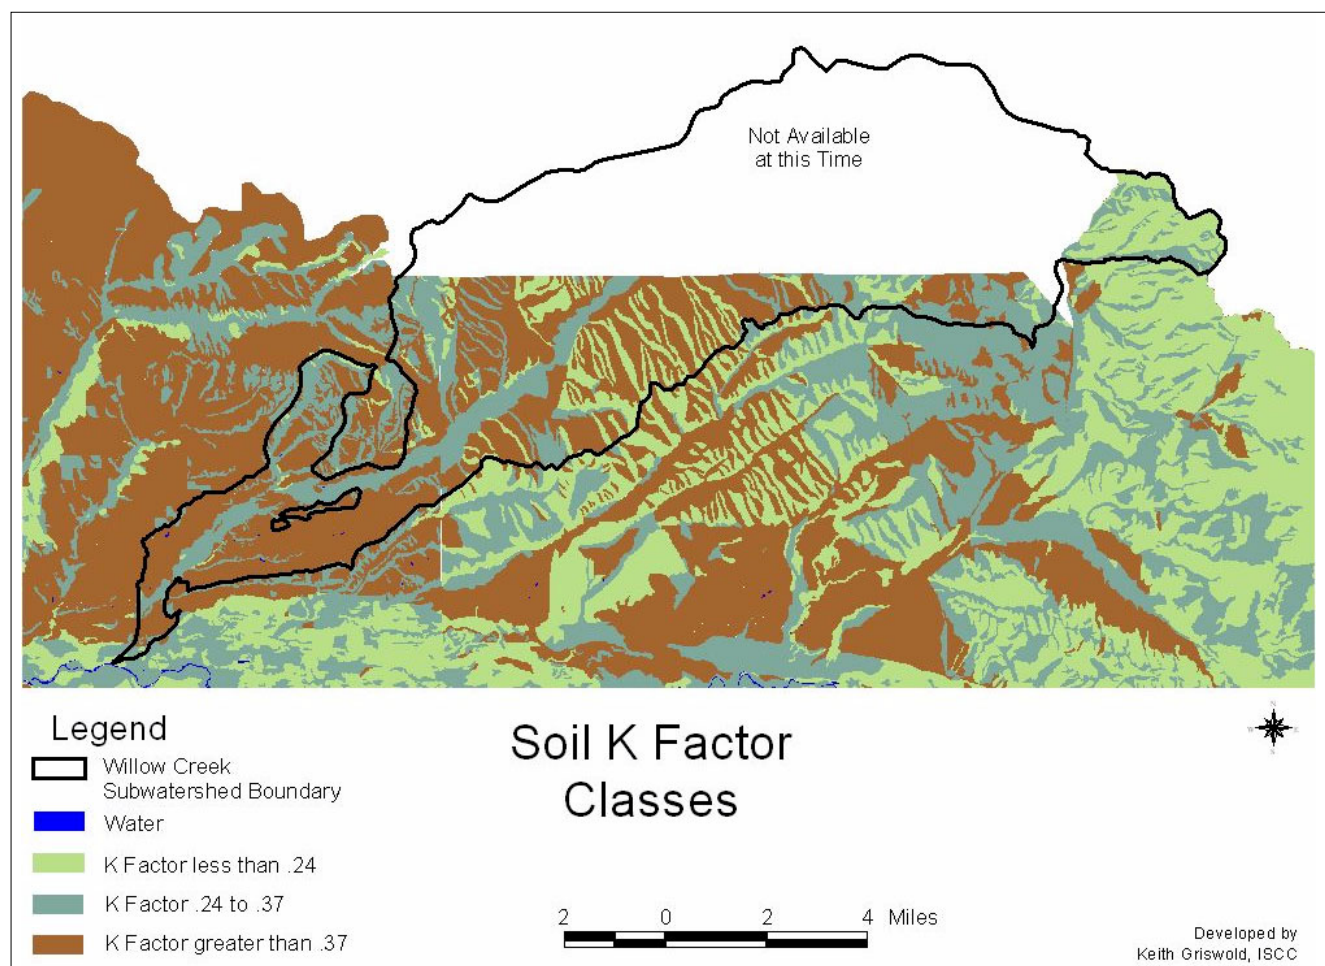 Not Available
at this Time
Legend
Willow Creek
Subwatershed Boundary
Water
K Factor less than .24
K Factor .24 to .37
K Factor greater than .37
Soil K Factor
Classes
2 0 2 4 Miles
N
W E
S
Developed by
Keith Griswold, ISCC